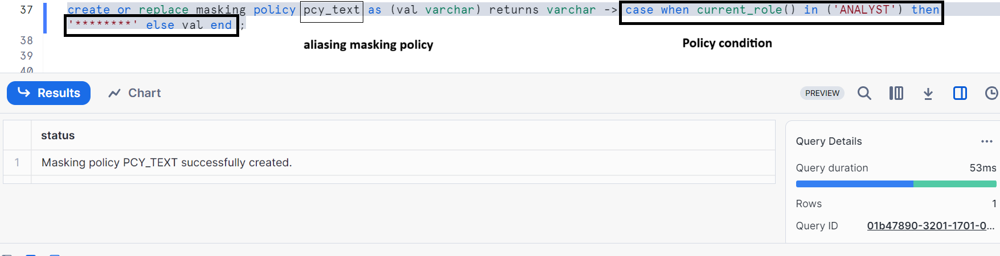 37 create or replace masking policy pcy_text as (val varchar) returns varchar -> case when current_role() in ('ANALYST') then
'********' else val end ;
38
aliasing masking policy
Policy condition
39
40
Results
Chart
PREVIEW
status
1 Masking policy PCY_TEXT successfully created.
Query Details
...
Query duration 53ms
Rows 1
Query ID 01b47890-3201-1701-0...